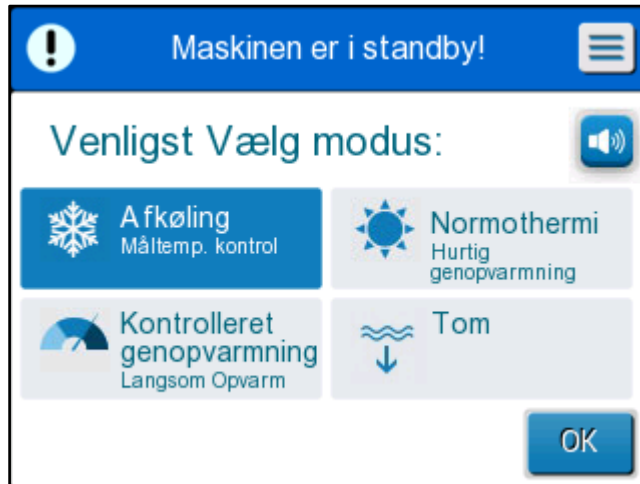 Maskinen er i standby!
Venligst Vælg modus:
Afkøling
Måltemp. kontrol
Normothermi
Hurtig
genopvarmning
Kontrolleret
genopvarmning
Langsom Opvarm
Tom
OK